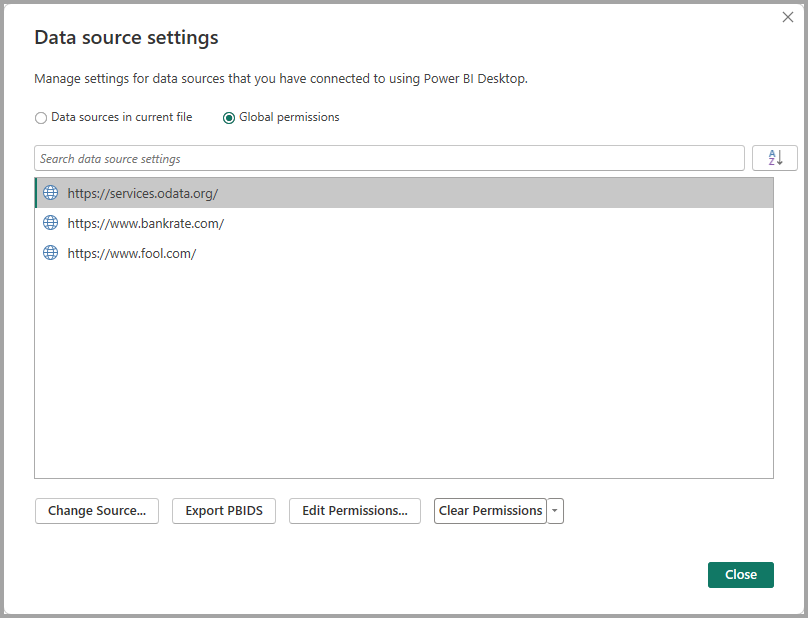 Data source settings
Manage settings for data sources that you have connected to using Power BI Desktop.
Data sources in current file Global permissions
Search data source settings
AZ
https://services.odata.org/
https://www.bankrate.com/
https://www.fool.com/
Change Source... Export PBIDS Edit Permissions... Clear Permissions
Close